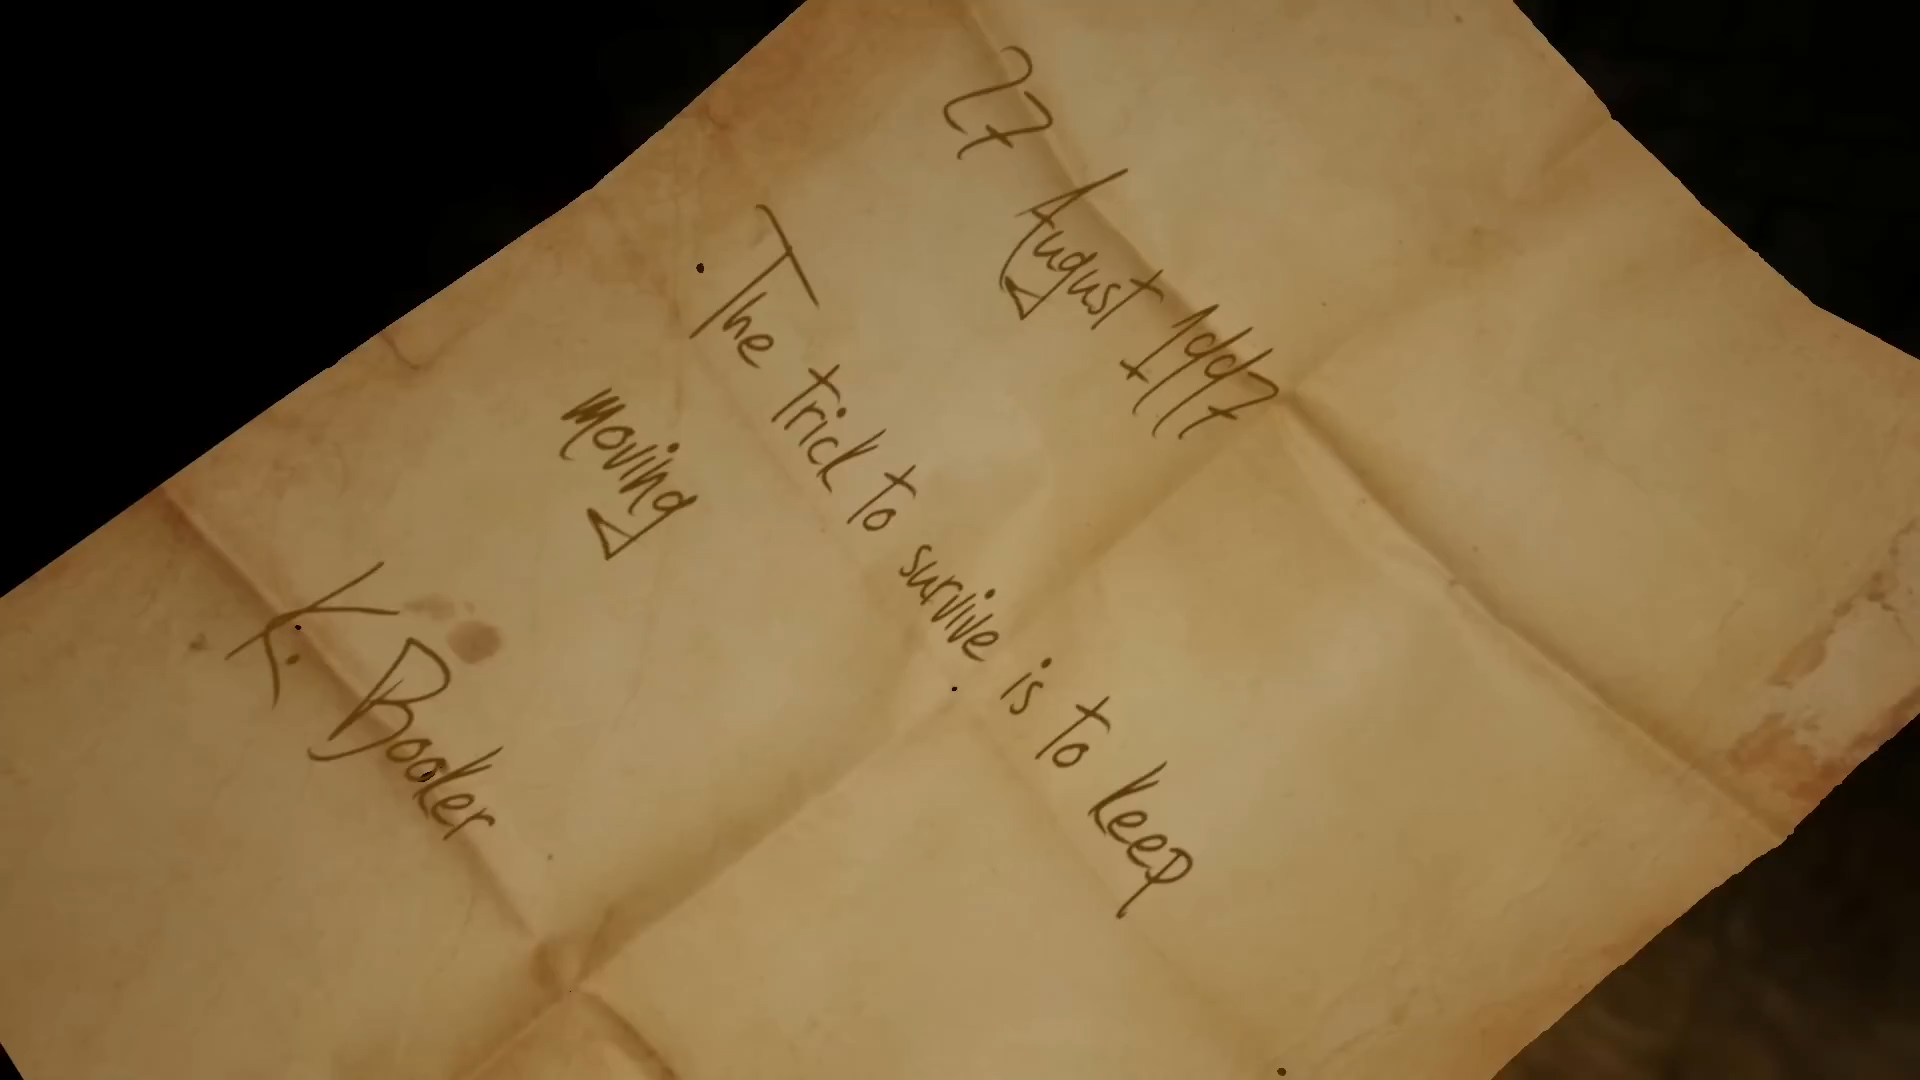 27 August 1997
The trick to survive is to keep
moving
K. Booker